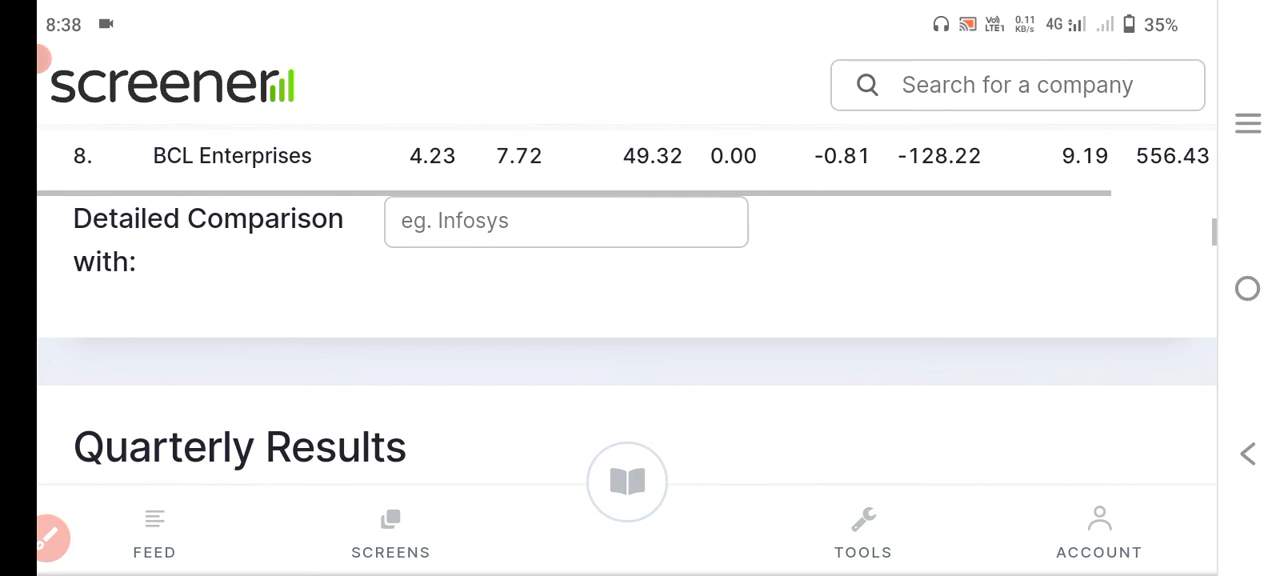 8:38 Vo) LTE1 0.11 KB/s 4G 35%
screener Search for a company
8. BCL Enterprises 4.23 7.72 49.32 0.00 -0.81 -128.22 9.19 556.43
Detailed Comparison eg. Infosys
with:
Quarterly Results
FEED SCREENS TOOLS ACCOUNT